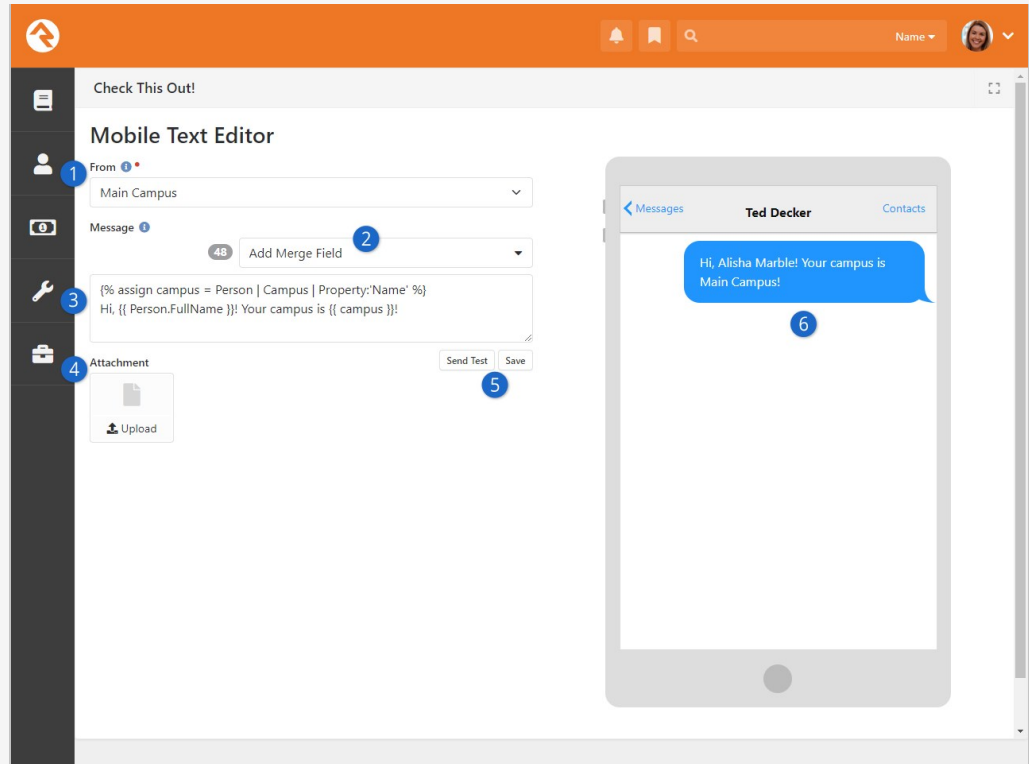 Name
Check This Out!
Mobile Text Editor
1
From
Main Campus
Message
2
48
Add Merge Field
3
{% assign campus = Person | Campus | Property:'Name' %}
Hi, {{ Person.FullName }}! Your campus is {{ campus }}!
4
Attachment
Send Test
Save
5
Upload
Messages
Ted Decker
Contacts
Hi, Alisha Marble! Your campus is
Main Campus!
6